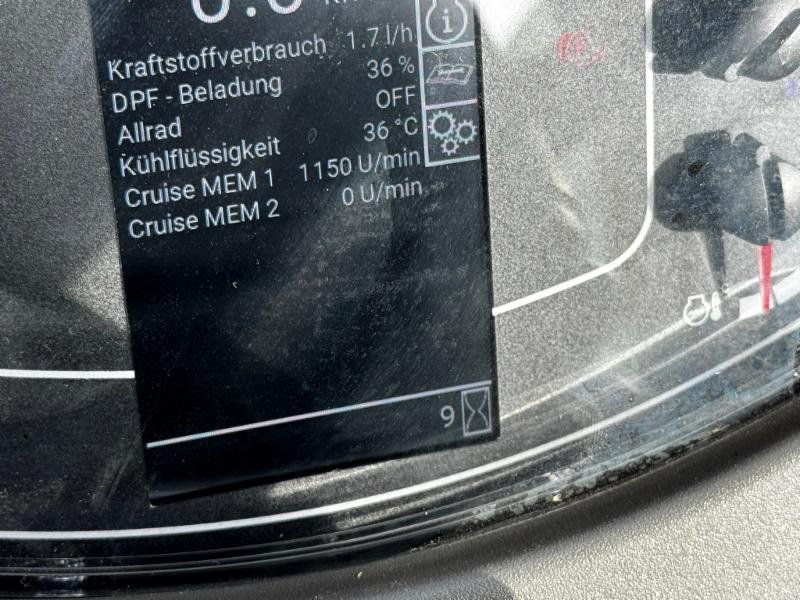 Kraftstoffverbrauch 1.7 l/h
DPF - Beladung 36 %
Allrad OFF
Kühlflüssigkeit 36 °C
Cruise MEM 1 1150 U/min
Cruise MEM 2 0 U/min
9